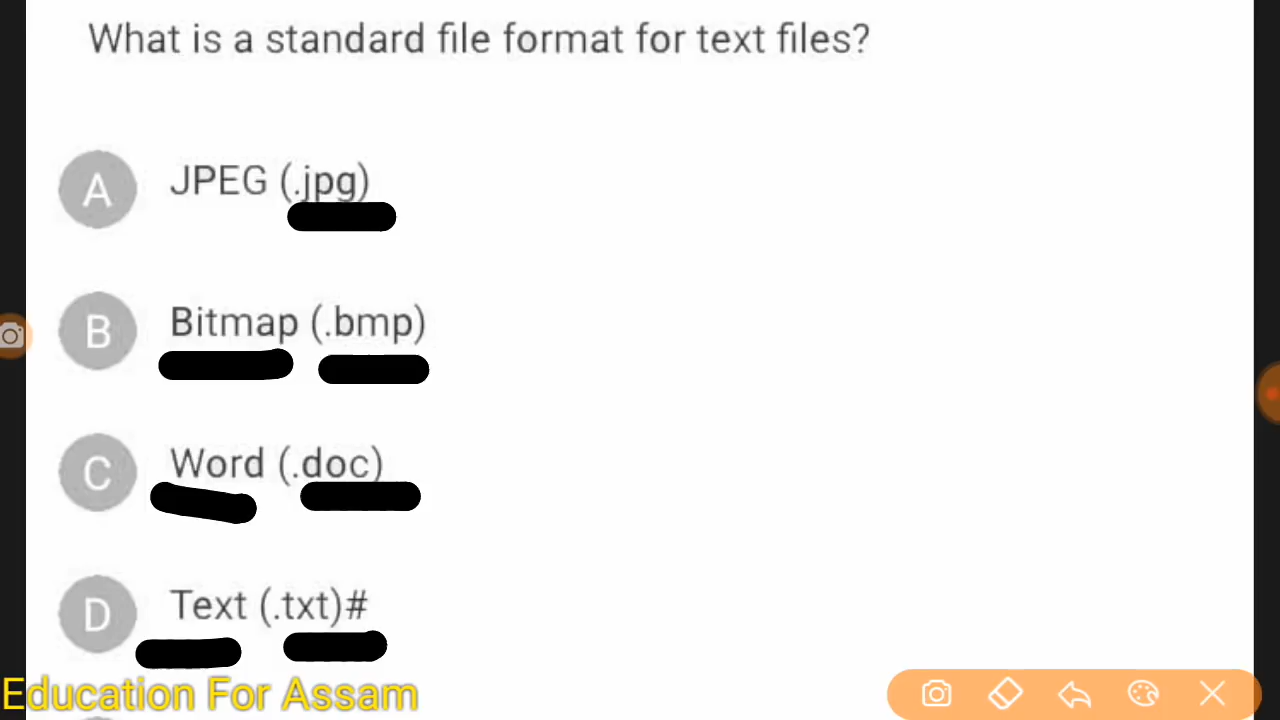 What is a standard file format for text files?
A JPEG (.jpg)
B Bitmap (.bmp)
C Word (.doc)
D Text (.txt)#
Education For Assam